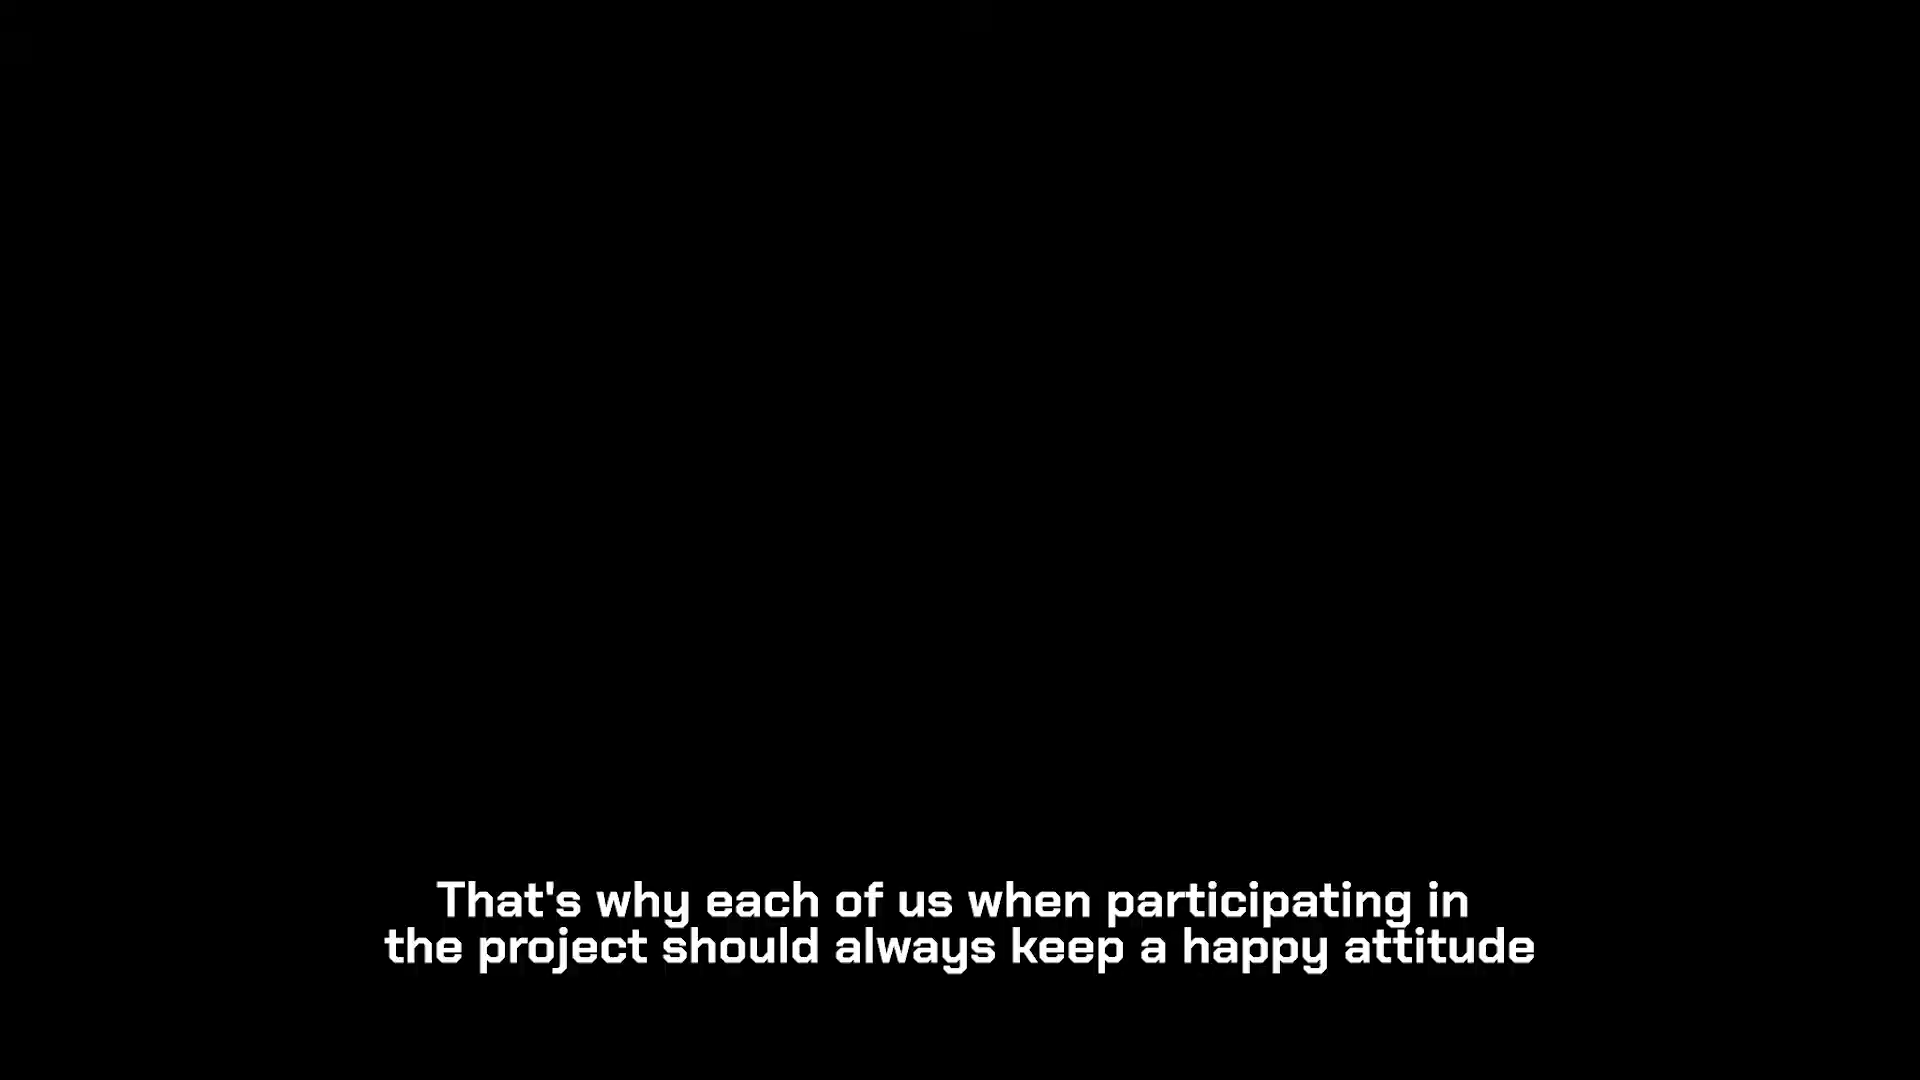 That's why each of us when participating in
the project should always keep a happy attitude